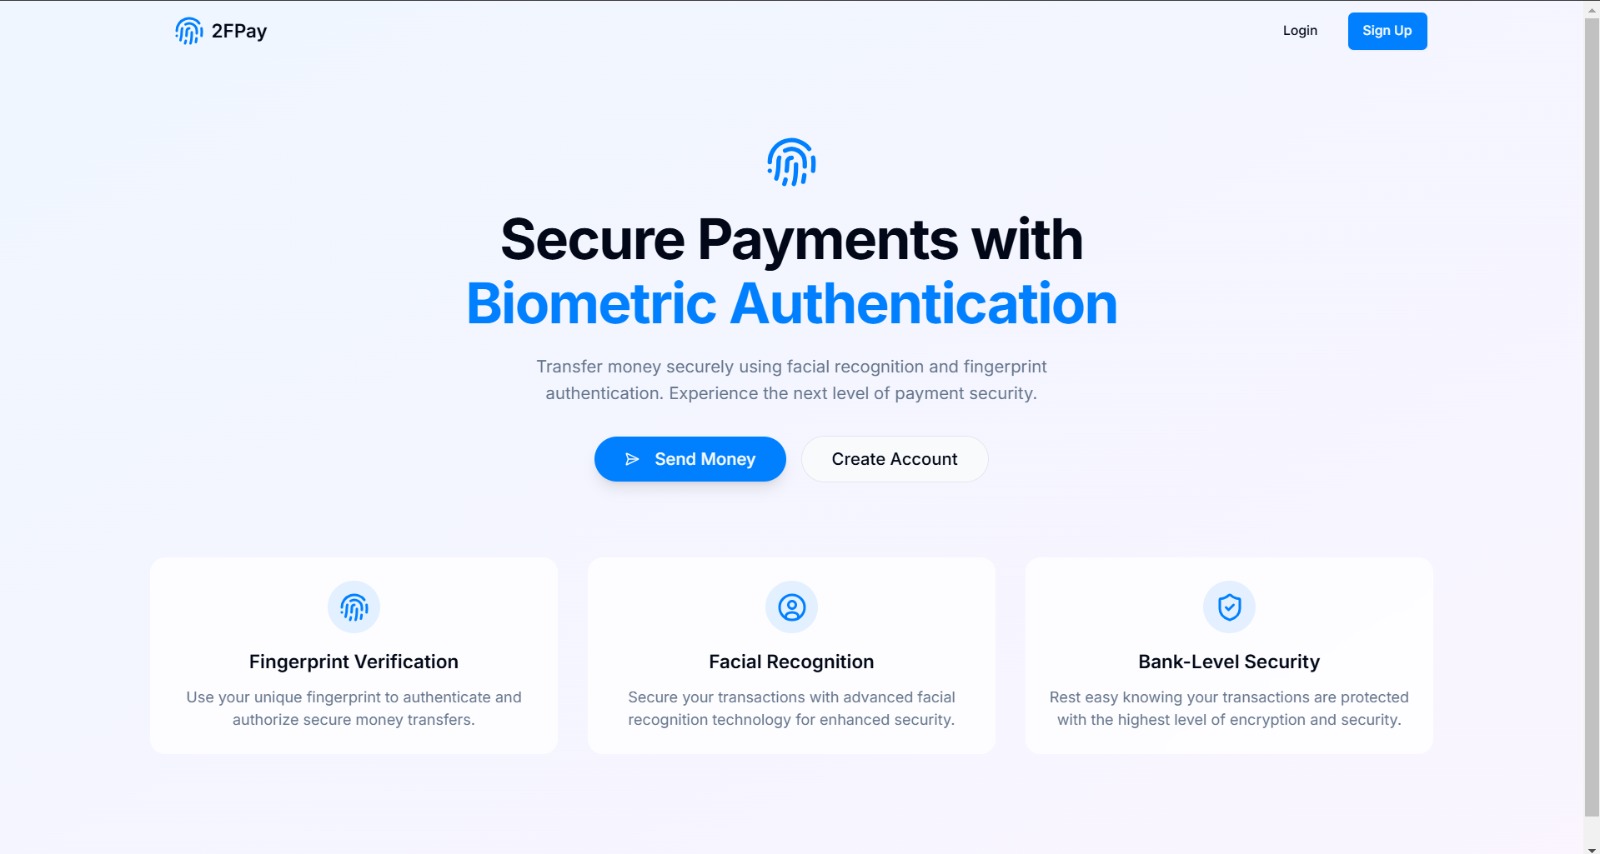 2FPay
Login
Sign Up
Secure Payments with
Biometric Authentication
Transfer money securely using facial recognition and fingerprint
authentication. Experience the next level of payment security.
Send Money
Create Account
Fingerprint Verification
Use your unique fingerprint to authenticate and
authorize secure money transfers.
Facial Recognition
Secure your transactions with advanced facial
recognition technology for enhanced security.
Bank-Level Security
Rest easy knowing your transactions are protected
with the highest level of encryption and security.